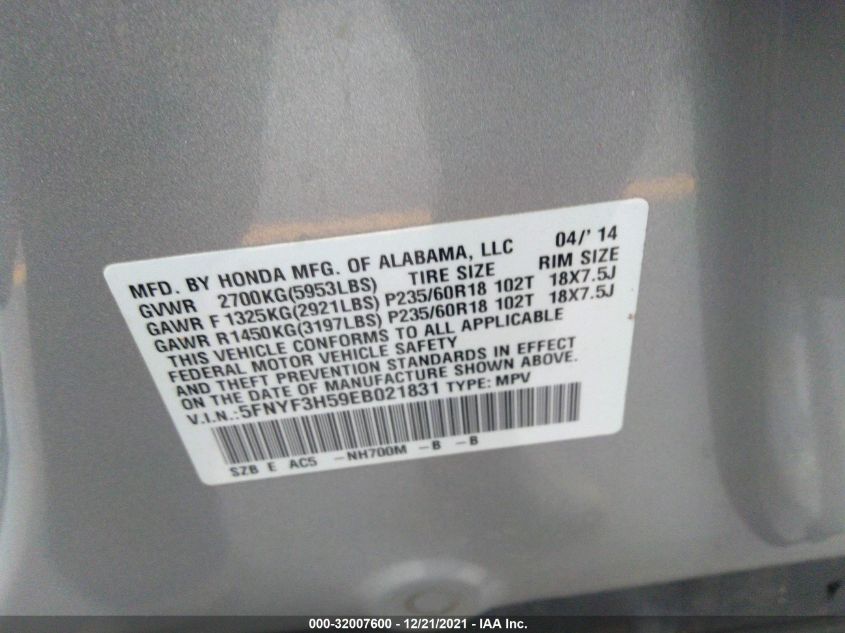 MFD. BY HONDA MFG. OF ALABAMA, LLC 04/' 14
GVWR 2700KG(5953LBS) TIRE SIZE RIM SIZE
GAWR F 1325KG(2921LBS) P235/60R18 102T 18X7.5J
GAWR R1450KG(3197LBS) P235/60R18 102T 18X7.5J
THIS VEHICLE CONFORMS TO ALL APPLICABLE
FEDERAL MOTOR VEHICLE SAFETY
AND THEFT PREVENTION STANDARDS IN EFFECT
ON THE DATE OF MANUFACTURE SHOWN ABOVE.
V.I.N.:5FNYF3H59EB021831 TYPE: MPV
SZB E AC5 -NH700M -B -B
000-32007600 - 12/21/2021 - IAA Inc.